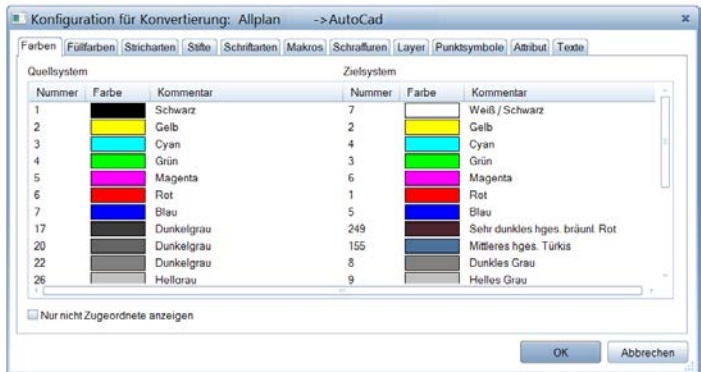 Konfiguration für Konvertierung: Allplan ->AutoCad
Farben Füllfarben Stricharten Stifte Schriftarten Makros Schraffuren Layer Punktsymbole Attribut Texte
Quellsystem Zielsystem
Nummer Farbe Kommentar Nummer Farbe Kommentar
1 Schwarz 7 Weiß / Schwarz
2 Gelb 2 Gelb
3 Cyan 4 Cyan
4 Grün 3 Grün
5 Magenta 6 Magenta
6 Rot 1 Rot
7 Blau 5 Blau
17 Dunkelgrau 249 Sehr dunkles hges. bräunl. Rot
20 Dunkelgrau 155 Mittleres hges. Türkis
22 Dunkelgrau 8 Dunkles Grau
26 Hellgrau 9 Helles Grau
Nur nicht Zugeordnete anzeigen
OK Abbrechen